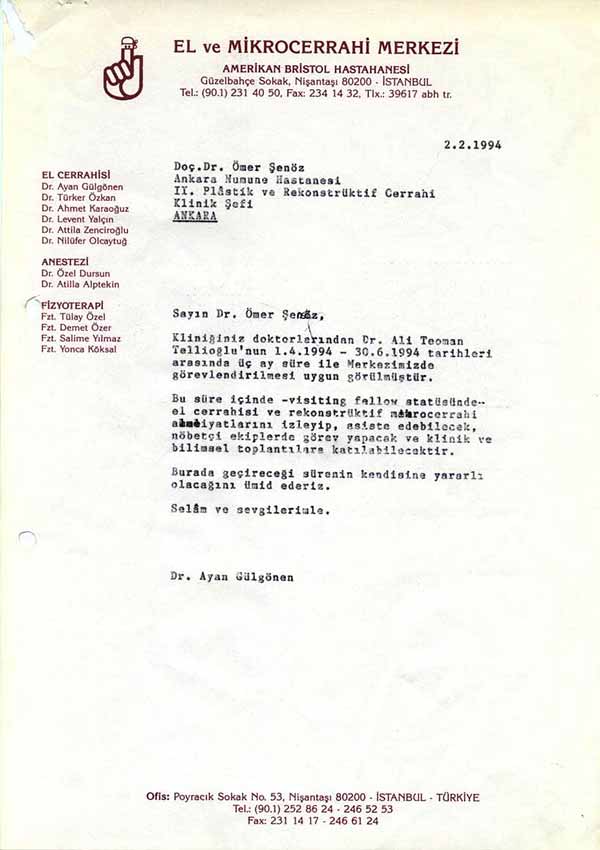 EL ve MİKROCERRAHİ MERKEZİ
AMERİKAN BRİSTOL HASTAHANESİ
Güzelbahçe Sokak, Nişantaşı 80200 - İSTANBUL
Tel.: (90.1) 231 40 50, Fax: 234 14 32, Tlx.: 39617 abh tr.
2.2.1994
Doç.Dr. Ömer Şenöz
Ankara Numune Hastanesi
II. Plâstik ve Rekonstrüktif Cerrahi
Klinik Şefi
ANKARA
EL CERRAHİSİ
Dr. Ayan Gülgönen
Dr. Türker Özkan
Dr. Ahmet Karaoğuz
Dr. Levent Yalçın
Dr. Attila Zenciroğlu
Dr. Nilüfer Olcaytuğ
ANESTEZİ
Dr. Özel Dursun
Dr. Atilla Alptekin
FİZYOTERAPİ
Fzt. Tülay Özel
Fzt. Demet Özer
Fzt. Salime Yılmaz
Fzt. Yonca Köksal
Sayın Dr. Ömer Şenöz,
Kliniğiniz doktorlarından Dr. Ali Teoman
Tellioğlu'nun 1.4.1994 - 30.6.1994 tarihleri
arasında üç ay süre ile Merkezimizde
görevlendirilmesi uygun görülmüştür.
Bu süre içinde -visiting fellow statüsünde-
el cerrahisi ve rekonstrüktif mikrocerrahi
ameliyatlarını izleyip, asiste edebilecek,
nöbetçi ekiplerde görev yapacak ve klinik ve
bilimsel toplantılara katılabilecektir.
Burada geçireceği sürenin kendisine yararlı
olacağını ümid ederiz.
Selâm ve sevgilerimle.
Dr. Ayan Gülgönen
Ofis: Poyracık Sokak No. 53, Nişantaşı 80200 - İSTANBUL - TÜRKİYE
Tel.: (90.1) 252 86 24 - 246 52 53
Fax: 231 14 17 - 246 61 24